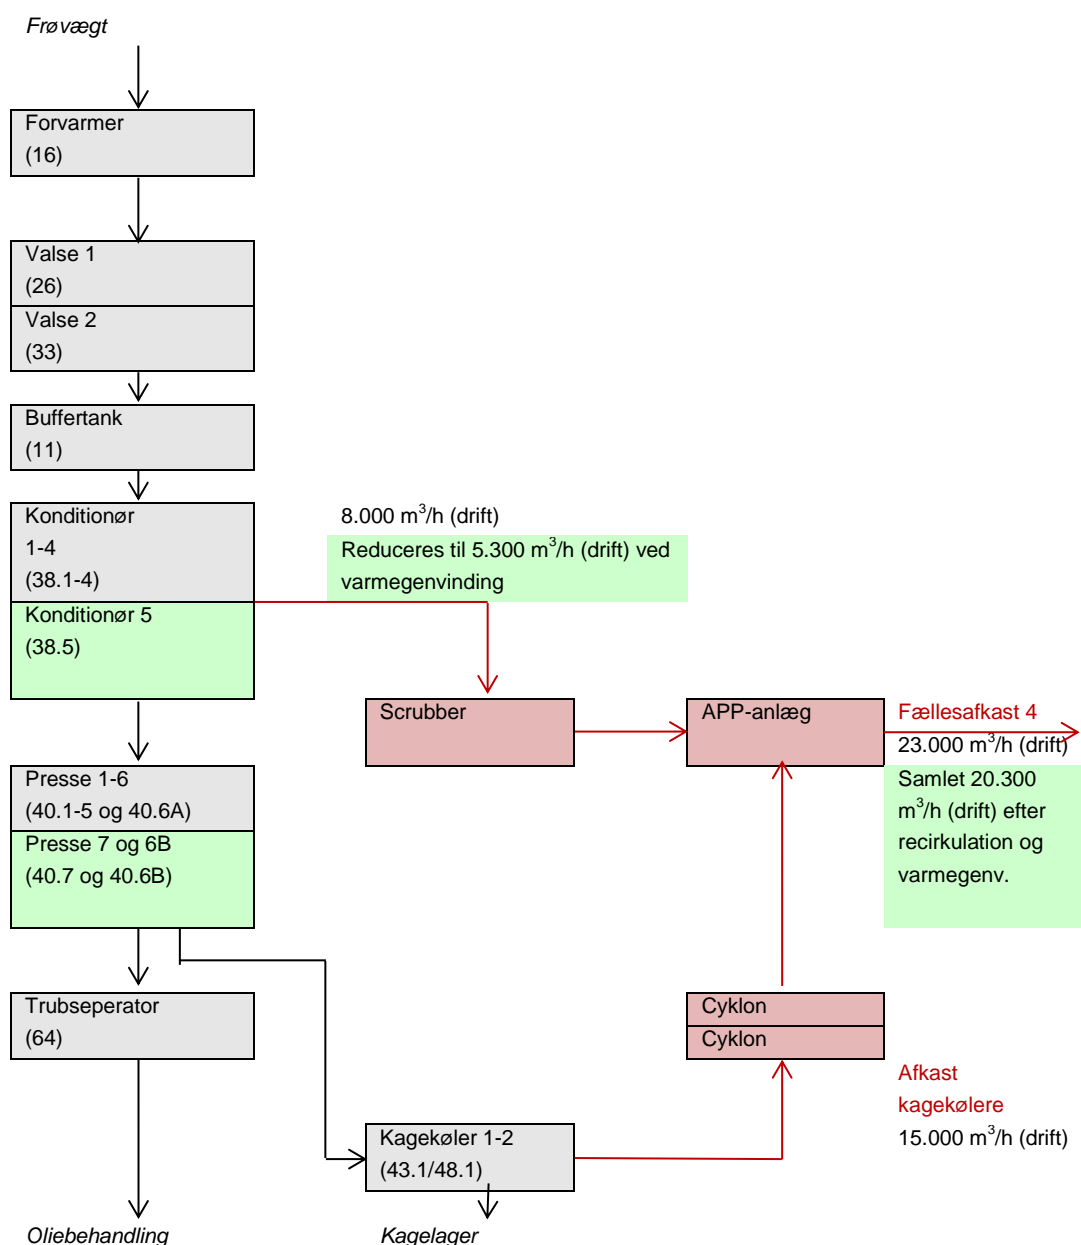 Frøvægt
Forvarmer
(16)
Valse 1
(26)
Valse 2
(33)
Buffertank
(11)
Konditionør
1-4
(38.1-4)
Konditionør 5
(38.5)
8.000 m³/h (drift)
Reduceres til 5.300 m³/h (drift) ved
varmegenvinding
Scrubber
APP-anlæg
Fællesafkast 4
23.000 m³/h (drift)
Samlet 20.300
m³/h (drift) efter
recirkulation og
varmegenv.
Presse 1-6
(40.1-5 og 40.6A)
Presse 7 og 6B
(40.7 og 40.6B)
Trubseperator
(64)
Cyklon
Cyklon
Afkast
kagekølere
15.000 m³/h (drift)
Kagekøler 1-2
(43.1/48.1)
Oliebehandling
Kagelager